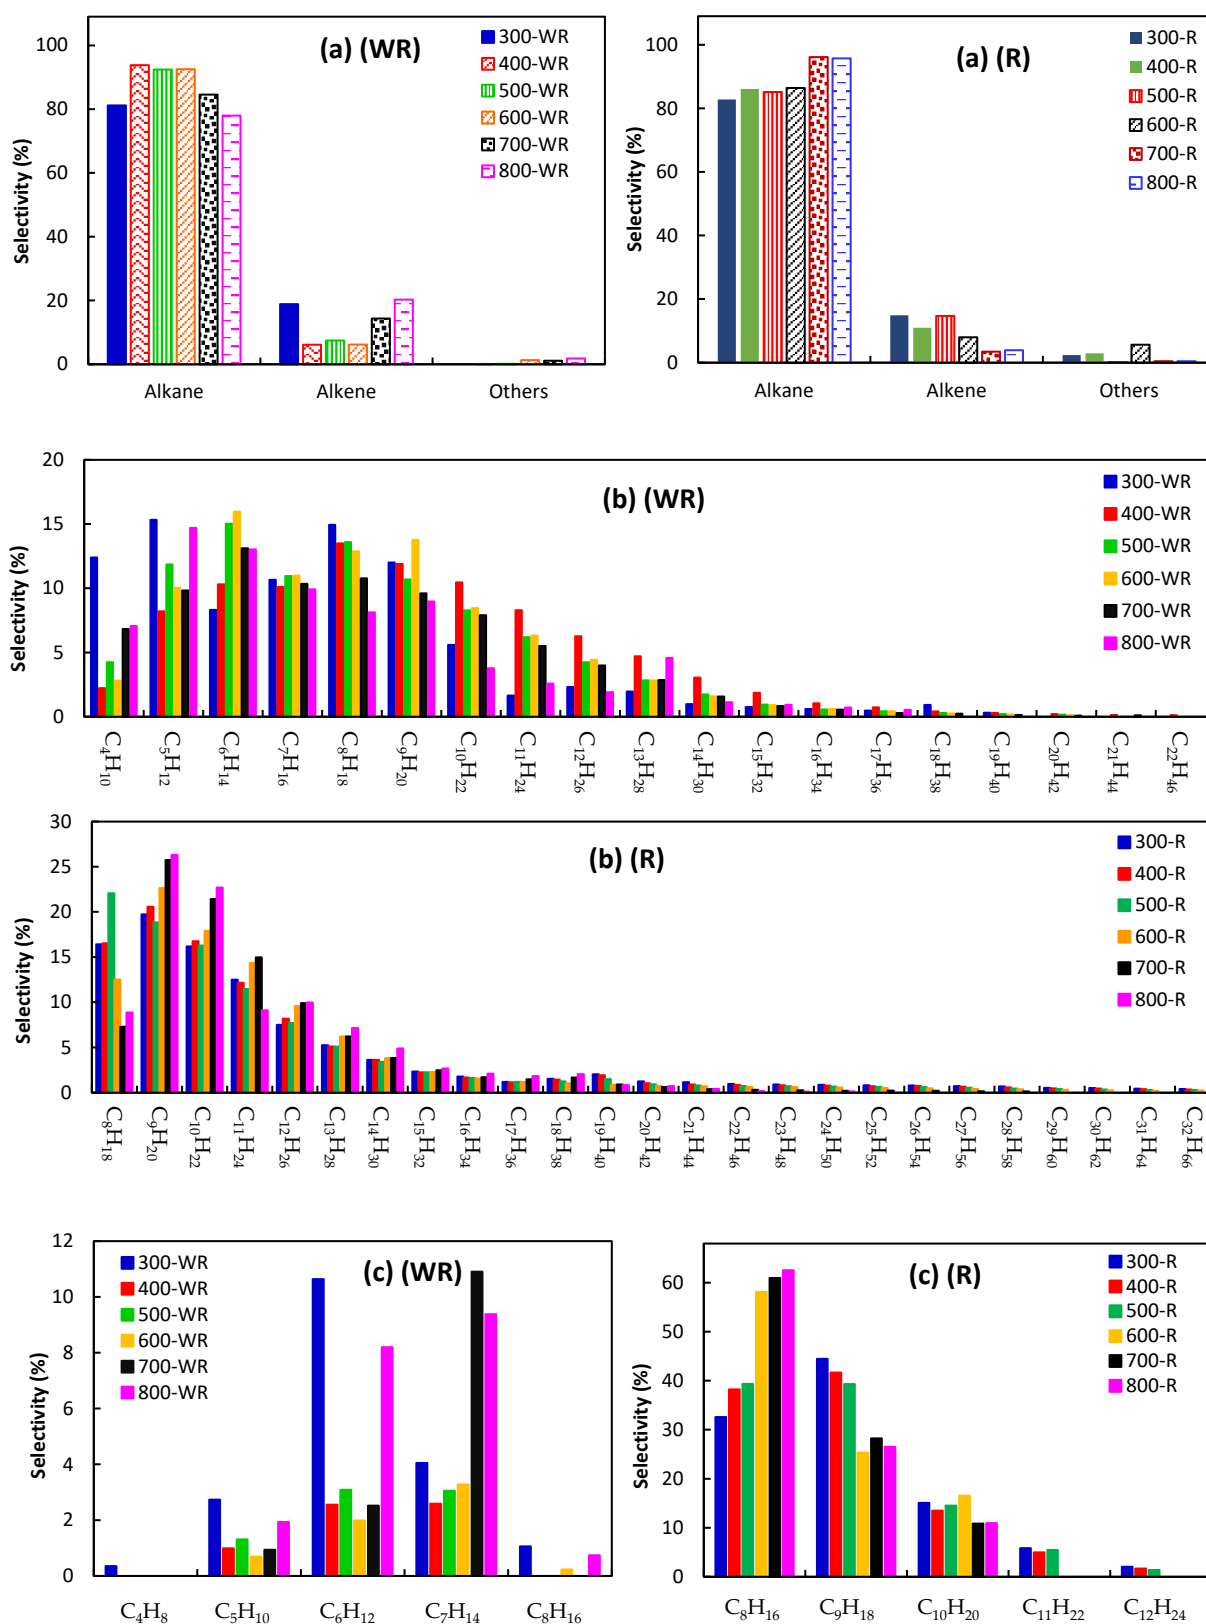 (a) (WR)
Selectivity (%)
100
80
60
40
20
0
300-WR
400-WR
500-WR
600-WR
700-WR
800-WR
Alkane Alkene Others
(a) (R)
Selectivity (%)
100
80
60
40
20
0
300-R
400-R
500-R
600-R
700-R
800-R
Alkane Alkene Others
(b) (WR)
Selectivity (%)
20
15
10
5
0
300-WR
400-WR
500-WR
600-WR
700-WR
800-WR
C₄H₁₀ C₅H₁₂ C₆H₁₄ C₇H₁₆ C₈H₁₈ C₉H₂₀ C₁₀H₂₂ C₁₁H₂₄ C₁₂H₂₆ C₁₃H₂₈ C₁₄H₃₀ C₁₅H₃₂ C₁₆H₃₄ C₁₇H₃₆ C₁₈H₃₈ C₁₉H₄₀ C₂₀H₄₂ C₂₁H₄₄ C₂₂H₄₆
(b) (R)
Selectivity (%)
30
25
20
15
10
5
0
300-R
400-R
500-R
600-R
700-R
800-R
C₈H₁₈ C₉H₂₀ C₁₀H₂₂ C₁₁H₂₄ C₁₂H₂₆ C₁₃H₂₈ C₁₄H₃₀ C₁₅H₃₂ C₁₆H₃₄ C₁₇H₃₆ C₁₈H₃₈ C₁₉H₄₀ C₂₀H₄₂ C₂₁H₄₄ C₂₂H₄₆ C₂₃H₄₈ C₂₄H₅₀ C₂₅H₅₂ C₂₆H₅₄ C₂₇H₅₆ C₂₈H₅₈ C₂₉H₆₀ C₃₀H₆₂ C₃₁H₆₄ C₃₂H₆₆
(c) (WR)
Selectivity (%)
12
10
8
6
4
2
0
300-WR
400-WR
500-WR
600-WR
700-WR
800-WR
C₄H₈ C₅H₁₀ C₆H₁₂ C₇H₁₄ C₈H₁₆
(c) (R)
Selectivity (%)
60
50
40
30
20
10
0
300-R
400-R
500-R
600-R
700-R
800-R
C₈H₁₆ C₉H₁₈ C₁₀H₂₀ C₁₁H₂₂ C₁₂H₂₄